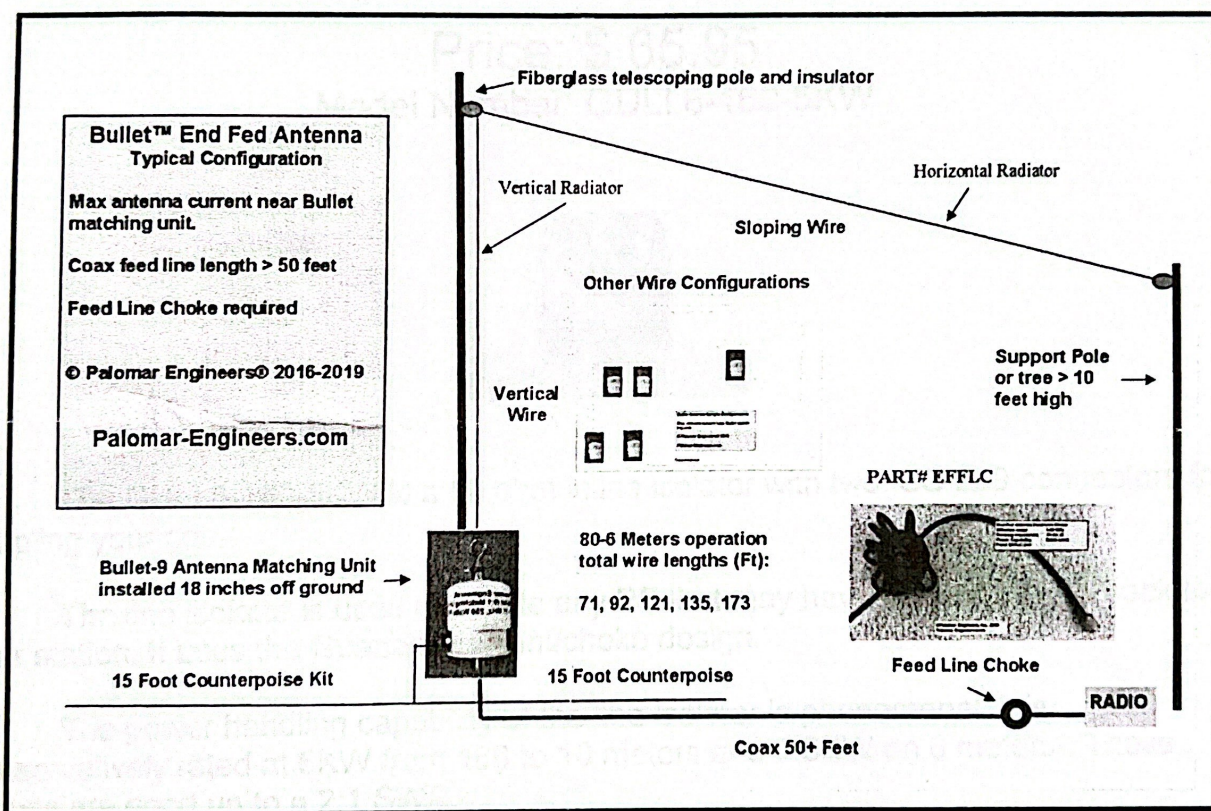 Price: $ 65.95
Fiberglass telescoping pole and insulator
Bullet™ End Fed Antenna
Typical Configuration
Max antenna current near Bullet
matching unit.
Coax feed line length > 50 feet
Feed Line Choke required
© Palomar Engineers® 2016-2019
Palomar-Engineers.com
Vertical Radiator
Horizontal Radiator
Sloping Wire
Other Wire Configurations
Vertical
Wire
Support Pole
or tree > 10
feet high
PART# EFFLC
Bullet-9 Antenna Matching Unit
installed 18 inches off ground
80-6 Meters operation
total wire lengths (Ft):
71, 92, 121, 135, 173
15 Foot Counterpoise Kit
15 Foot Counterpoise
Feed Line Choke
RADIO
Coax 50+ Feet